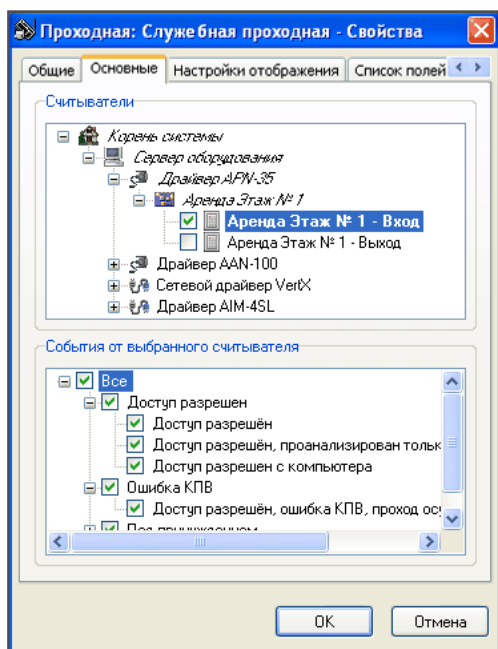 Проходная: Служебная проходная - Свойства
Общие Основные Настройки отображения Список полей
Считыватели
Корень системы
Сервер оборудования
Драйвер APN-35
Аренда Этаж № 1
Аренда Этаж № 1 - Вход
Аренда Этаж № 1 - Выход
Драйвер AAN-100
Сетевой драйвер VertX
Драйвер AIM-4SL
События от выбранного считывателя
Все
Доступ разрешен
Доступ разрешён
Доступ разрешён, проанализирован тольк
Доступ разрешен с компьютера
Ошибка КПВ
Доступ разрешён, ошибка КПВ, проход ос
OK Отмена